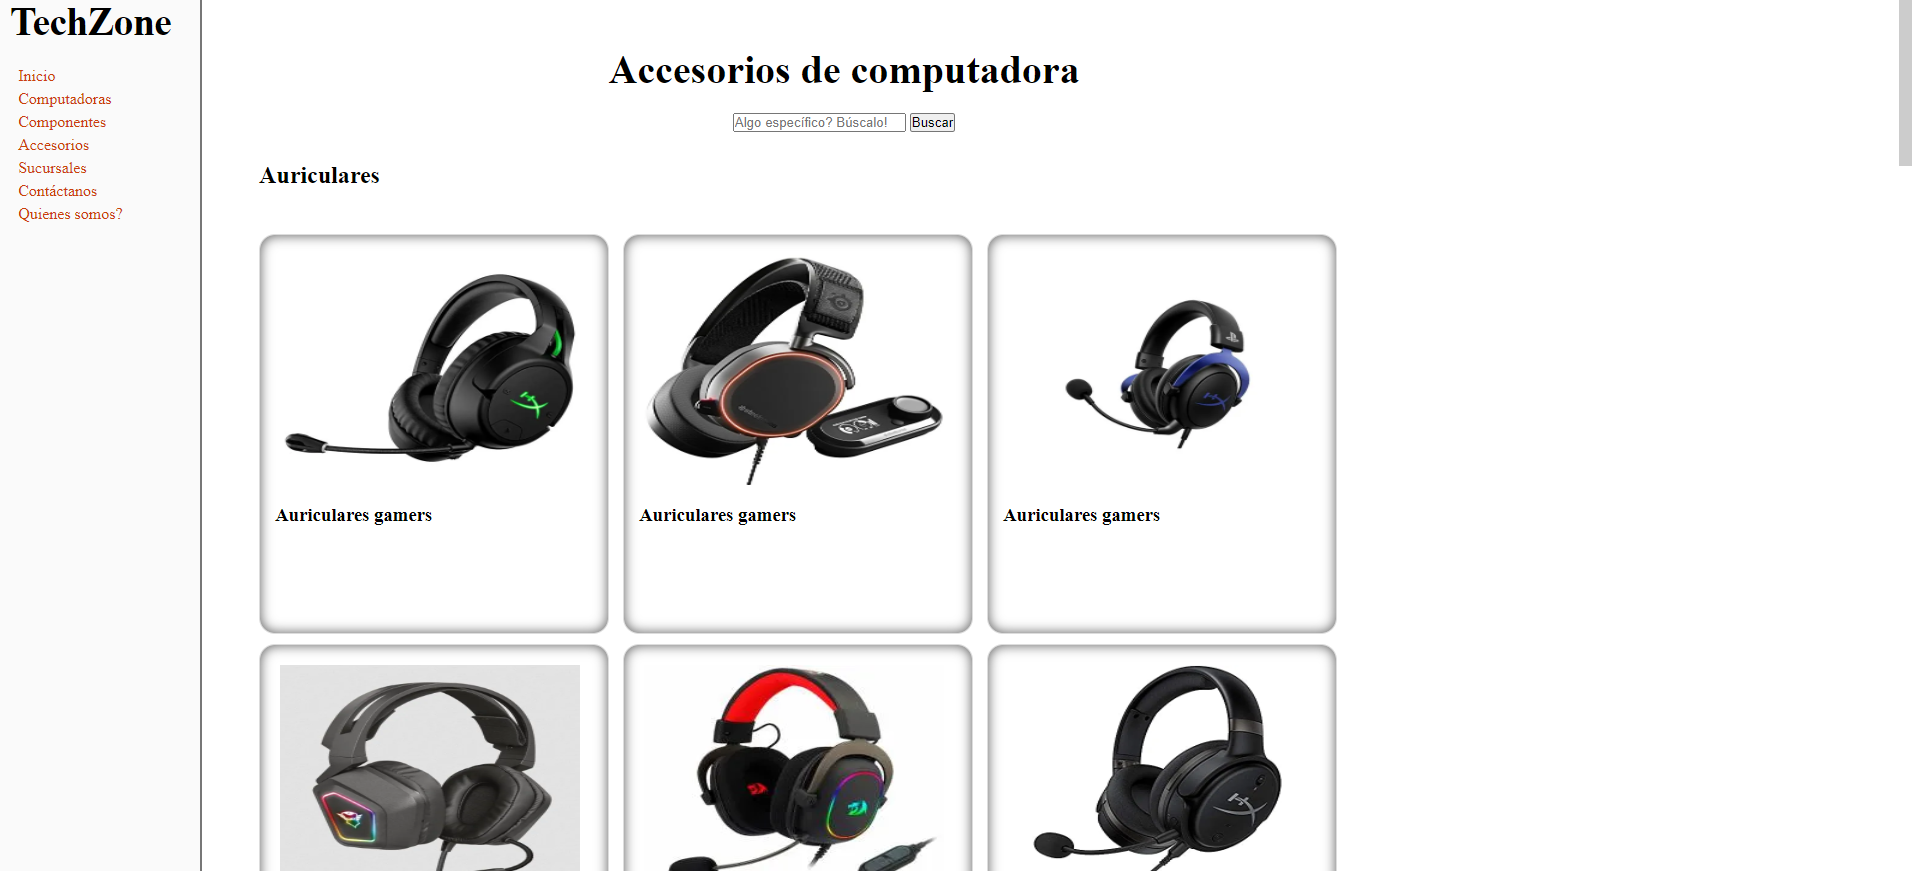 TechZone
Inicio
Computadoras
Componentes
Accesorios
Sucursales
Contáctanos
Quienes somos?
Accesorios de computadora
Algo específico? Búscalo! Buscar
Auriculares
Auriculares gamers
Auriculares gamers
Auriculares gamers